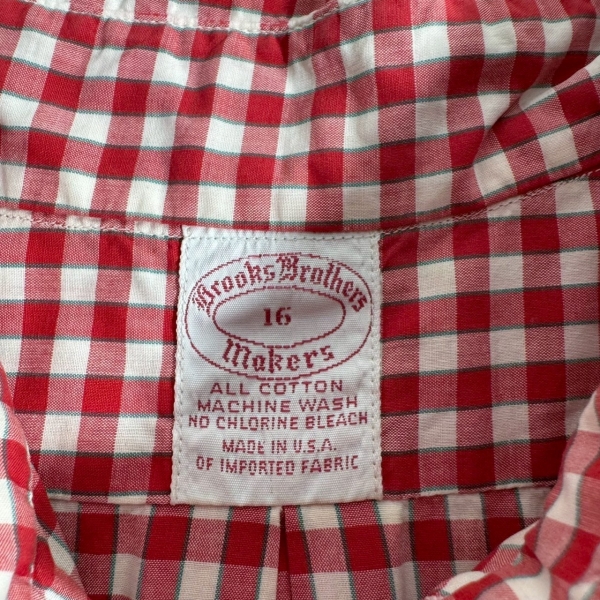 Brooks Brothers
16
Makers
ALL COTTON
MACHINE WASH
NO CHLORINE BLEACH
MADE IN U.S.A.
OF IMPORTED FABRIC